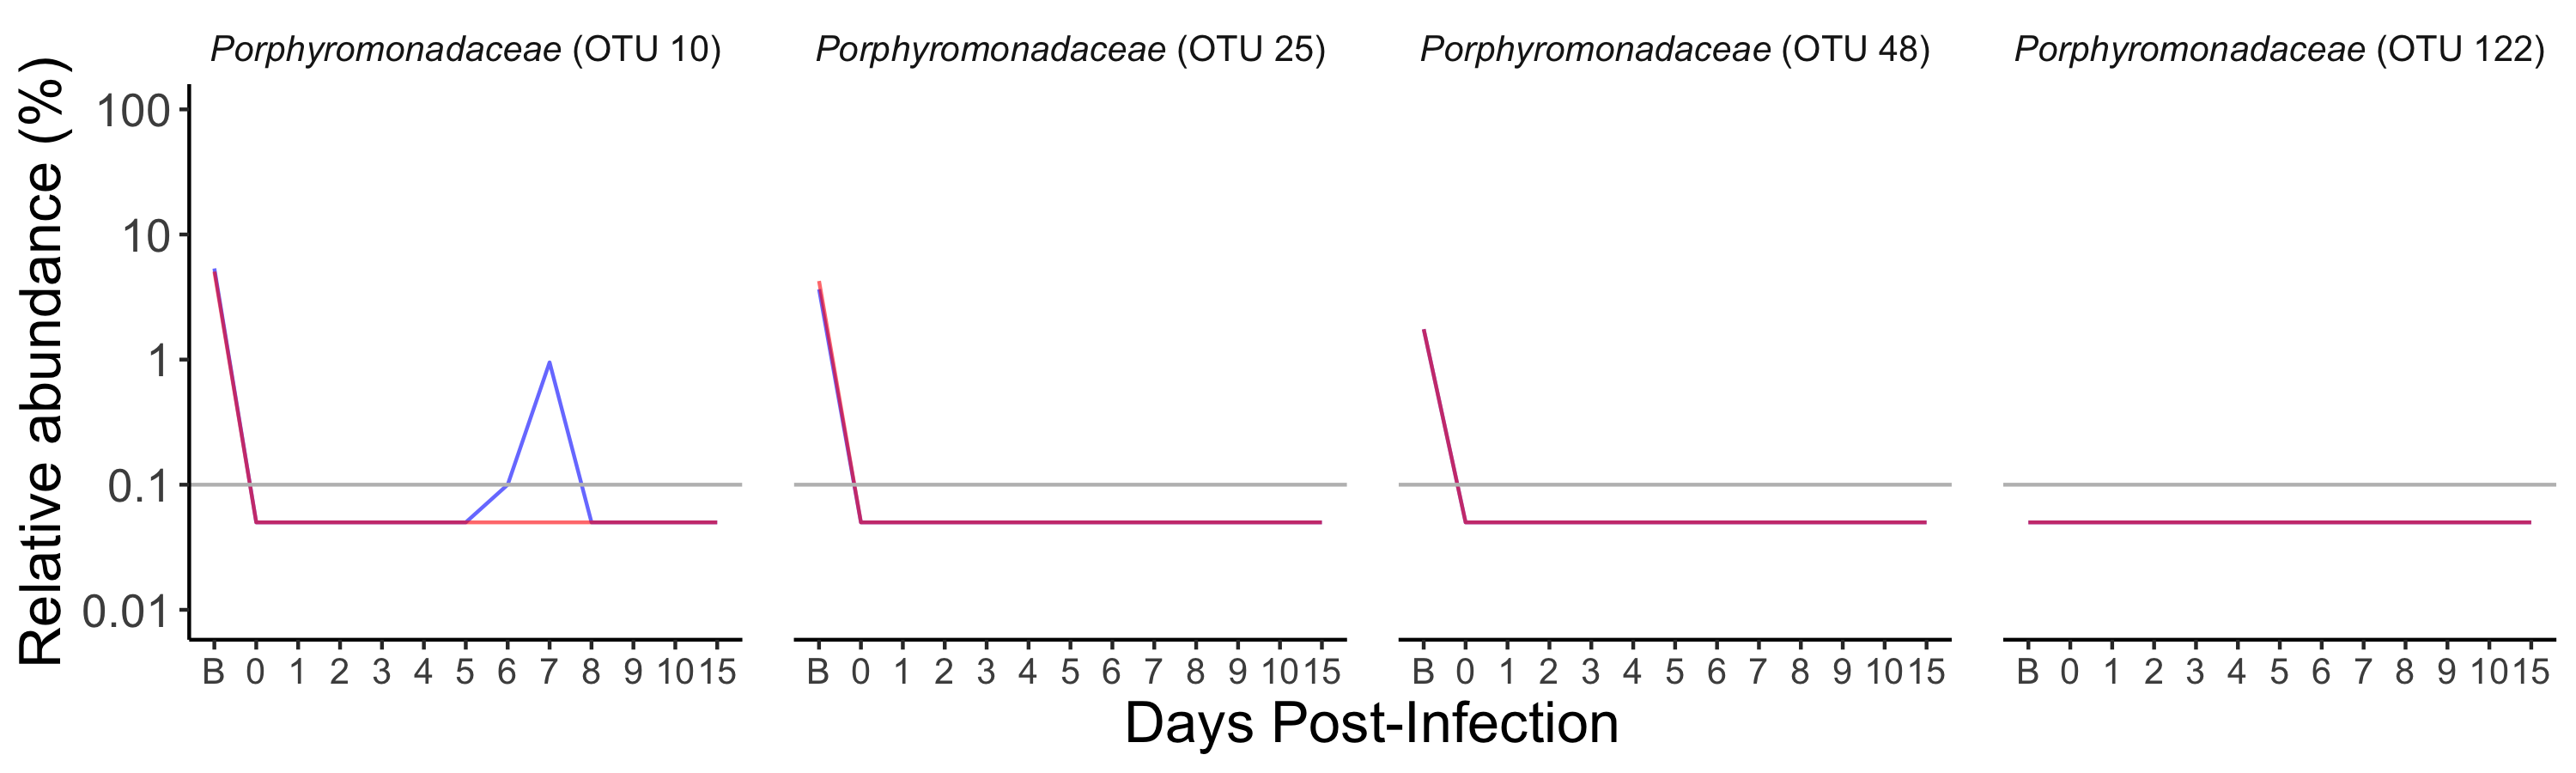 Porphyromonadaceae (OTU 10) Porphyromonadaceae (OTU 25) Porphyromonadaceae (OTU 48) Porphyromonadaceae (OTU 122)
Relative abundance (%)
100
10
1
0.1
0.01
B 0 1 2 3 4 5 6 7 8 9 10 15 B 0 1 2 3 4 5 6 7 8 9 10 15 B 0 1 2 3 4 5 6 7 8 9 10 15 B 0 1 2 3 4 5 6 7 8 9 10 15
Days Post-Infection